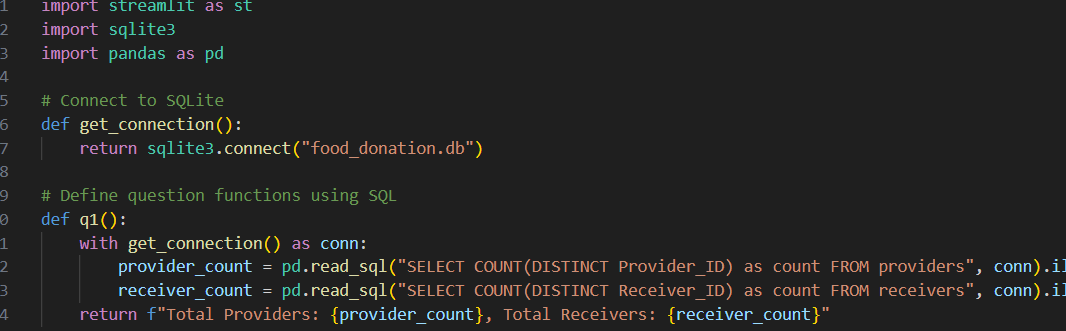 1 import streamlit as st
2 import sqlite3
3 import pandas as pd
4
5 # Connect to SQLite
6 def get_connection():
7     return sqlite3.connect("food_donation.db")
8
9 # Define question functions using SQL
0 def q1():
1     with get_connection() as conn:
2         provider_count = pd.read_sql("SELECT COUNT(DISTINCT Provider_ID) as count FROM providers", conn).il
3         receiver_count = pd.read_sql("SELECT COUNT(DISTINCT Receiver_ID) as count FROM receivers", conn).il
4     return f"Total Providers: {provider_count}, Total Receivers: {receiver_count}"